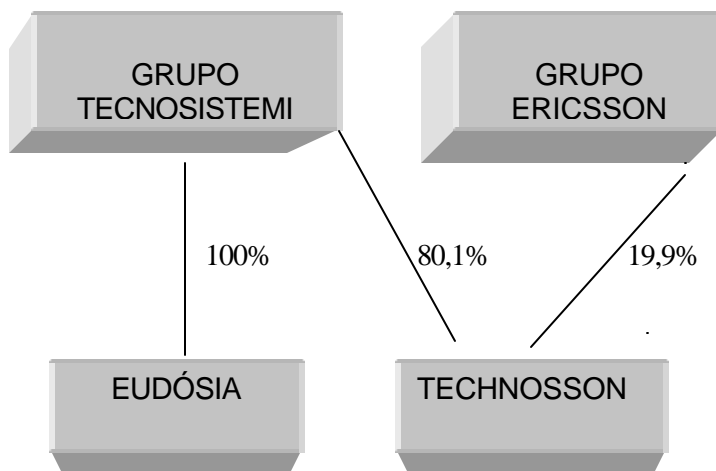 GRUPO
TECNOSISTEMI
GRUPO
ERICSSON
100%
80,1%
19,9%
EUDÓSIA
TECHNOSSON